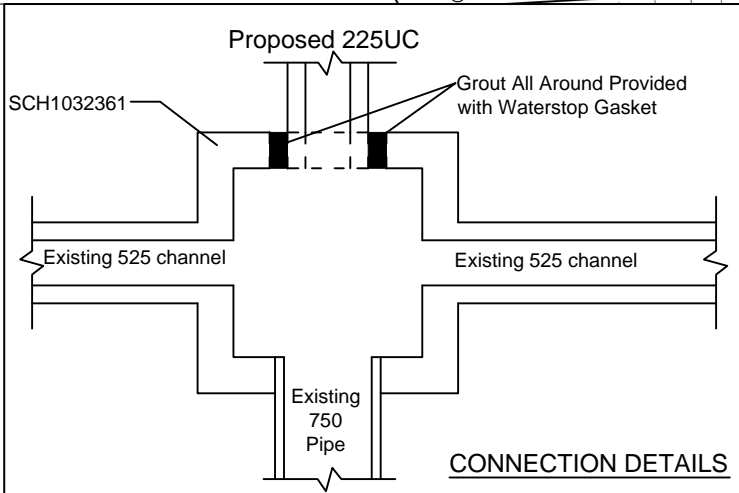 Proposed 225UC
SCH1032361
Grout All Around Provided
with Waterstop Gasket
Existing 525 channel
Existing 525 channel
Existing
750
Pipe
CONNECTION DETAILS